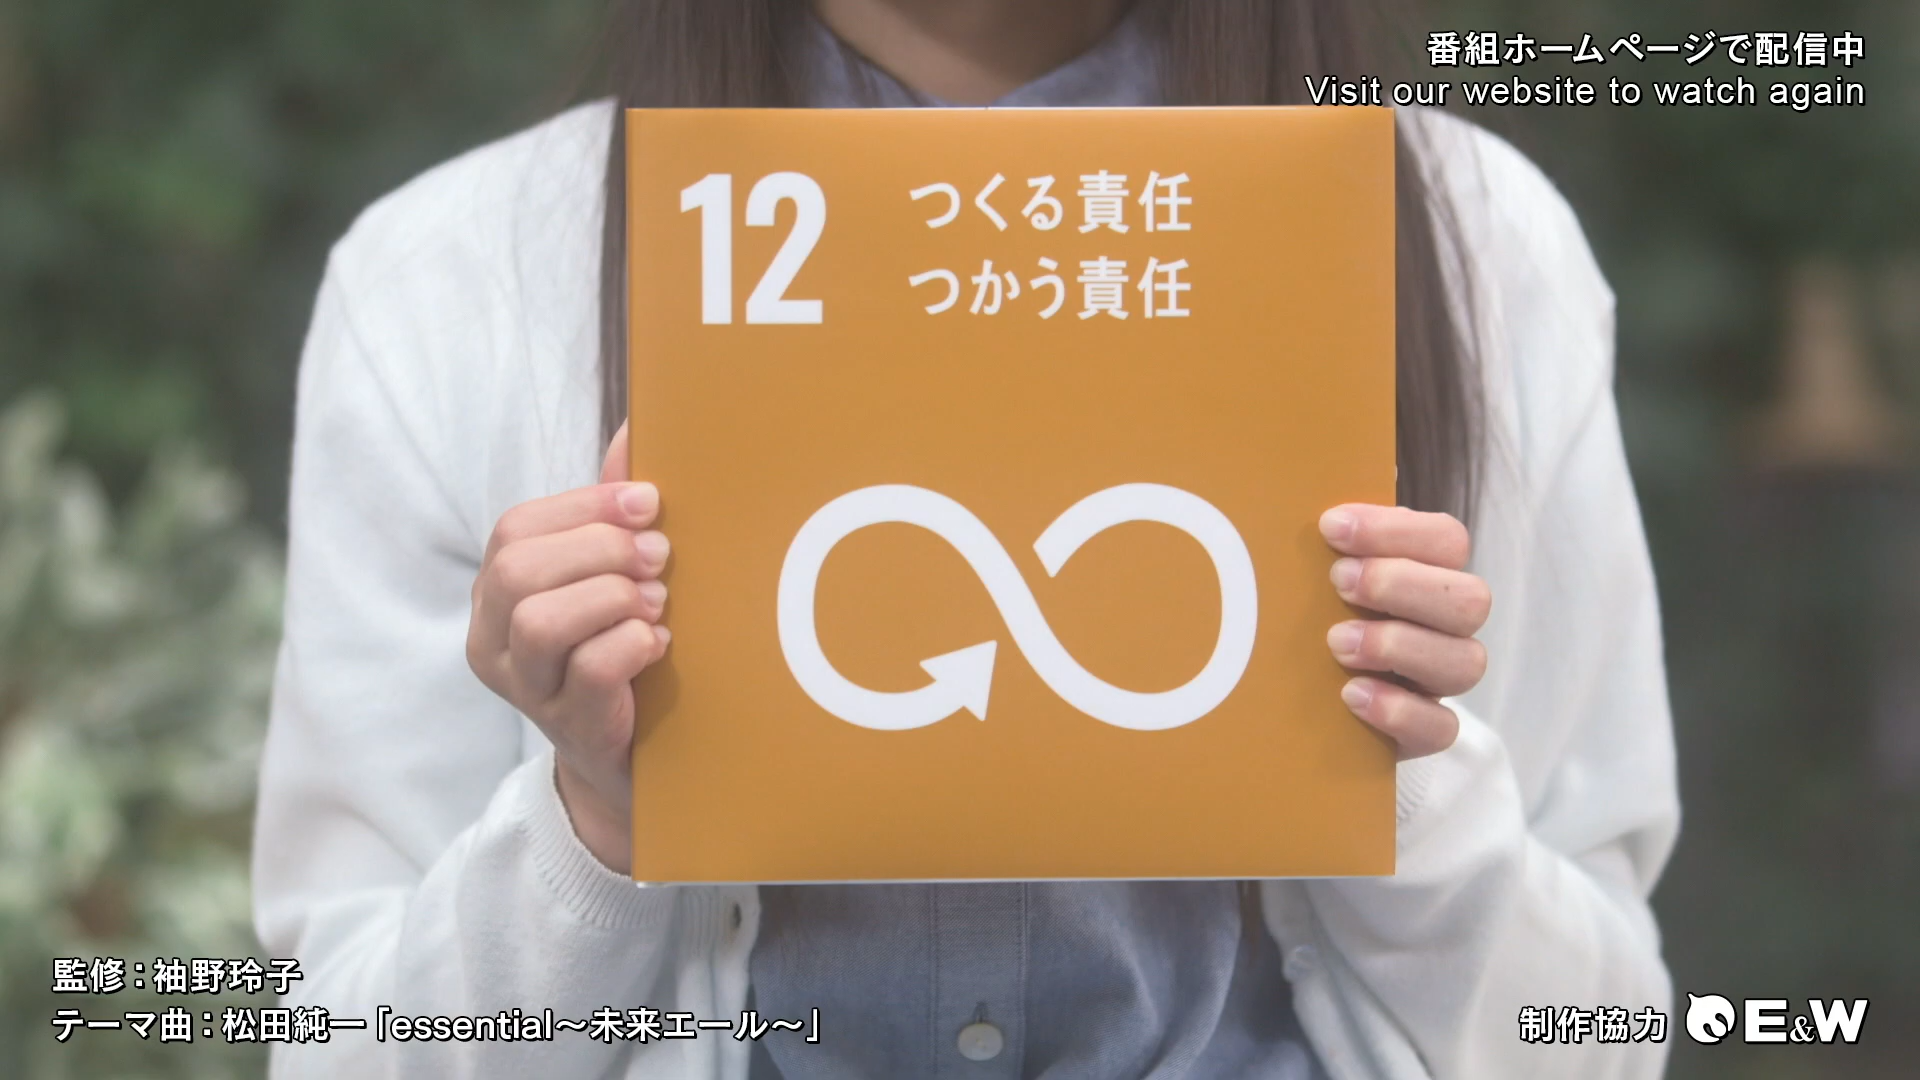 番組ホームページで配信中
Visit our website to watch again
12
つくる責任
つかう責任
監修：袖野玲子
テーマ曲：松田純一「essential～未来エール～」
制作協力 E&W